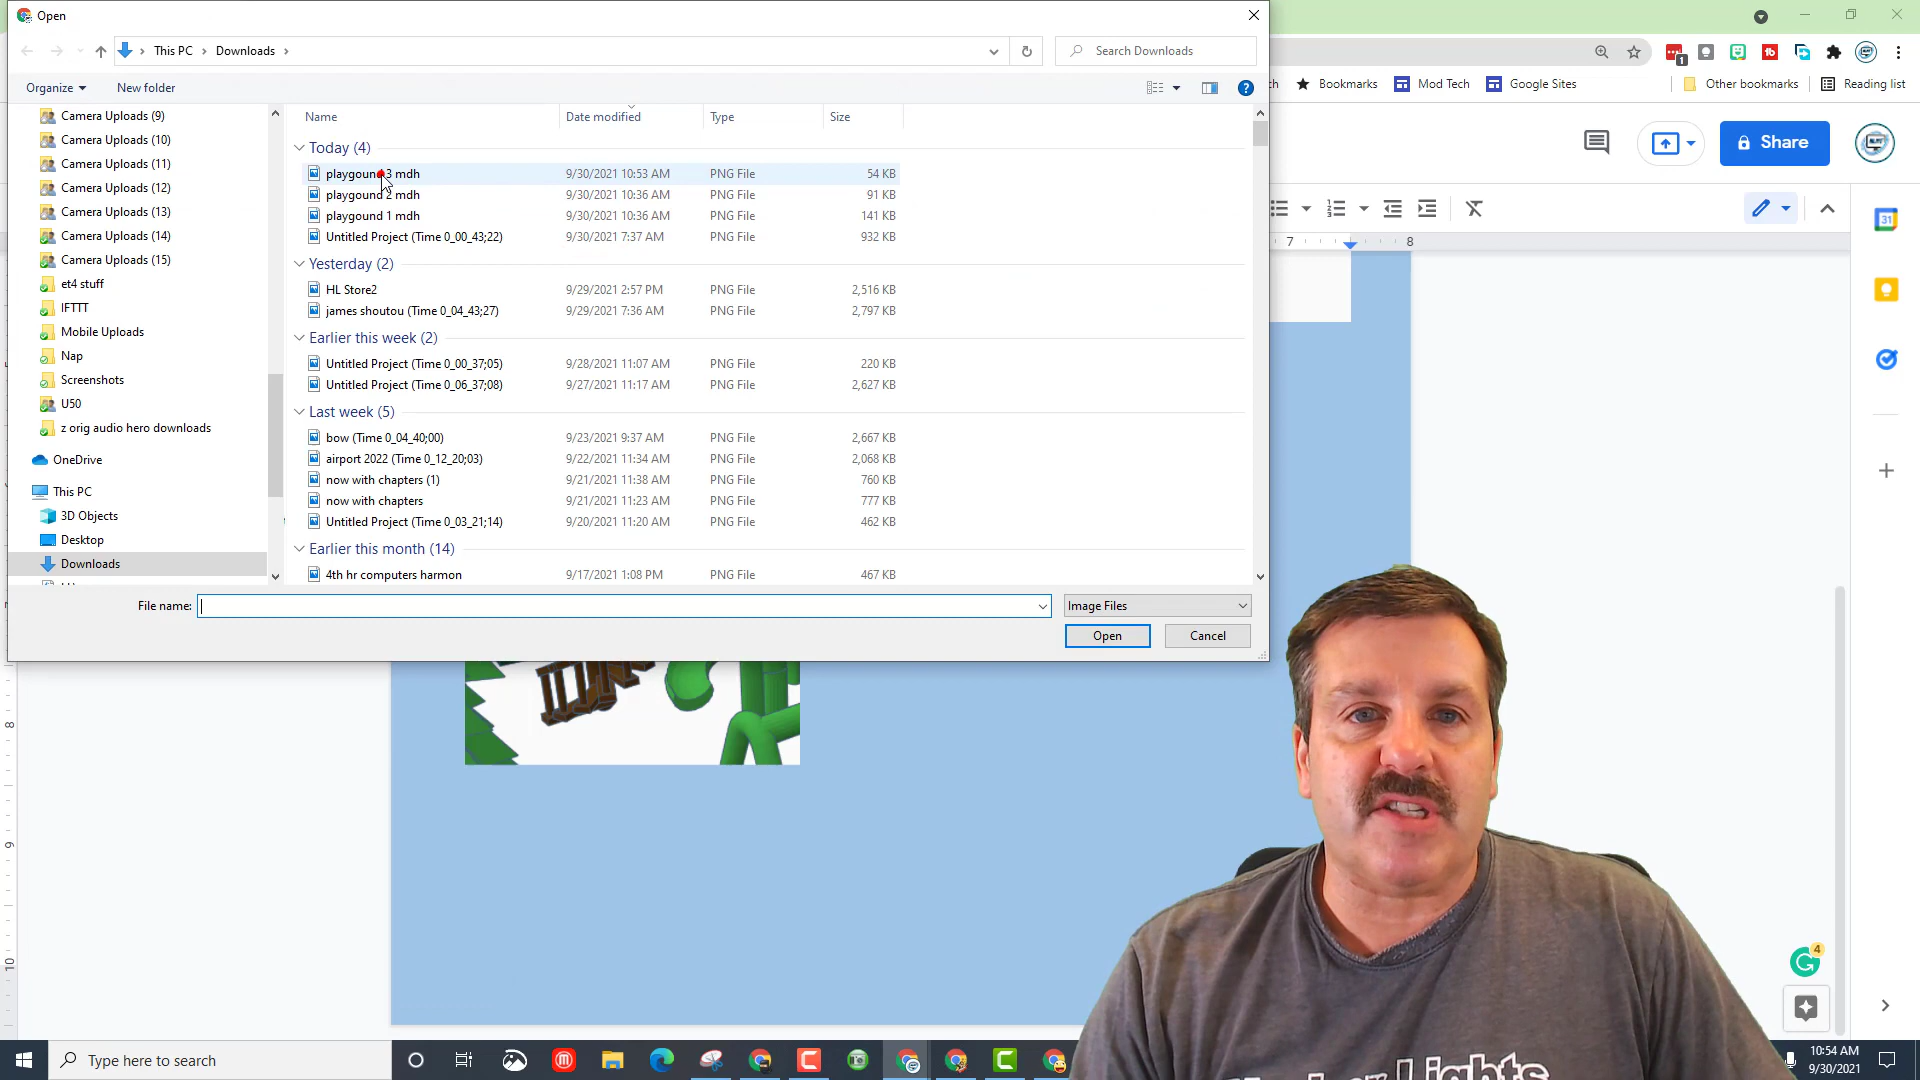 Open
This PC > Downloads >
Search Downloads
Organize
New folder
Name
Date modified
Type
Size
Camera Uploads (9)
Camera Uploads (10)
Camera Uploads (11)
Camera Uploads (12)
Camera Uploads (13)
Camera Uploads (14)
Camera Uploads (15)
et4 stuff
IFTTT
Mobile Uploads
Nap
Screenshots
U50
z orig audio hero downloads
OneDrive
This PC
3D Objects
Desktop
Downloads
Today (4)
playgound 3 mdh 9/30/2021 10:53 AM PNG File 54 KB
playgound 2 mdh 9/30/2021 10:36 AM PNG File 91 KB
playgound 1 mdh 9/30/2021 10:36 AM PNG File 141 KB
Untitled Project (Time 0_00_43;22) 9/30/2021 7:37 AM PNG File 932 KB
Yesterday (2)
HL Store2 9/29/2021 2:57 PM PNG File 2,516 KB
james shoutou (Time 0_04_43;27) 9/29/2021 7:36 AM PNG File 2,797 KB
Earlier this week (2)
Untitled Project (Time 0_00_37;05) 9/28/2021 11:07 AM PNG File 220 KB
Untitled Project (Time 0_06_37;08) 9/27/2021 11:17 AM PNG File 2,627 KB
Last week (5)
bow (Time 0_04_40;00) 9/23/2021 9:37 AM PNG File 2,667 KB
airport 2022 (Time 0_12_20;03) 9/22/2021 11:34 AM PNG File 2,068 KB
now with chapters (1) 9/21/2021 11:38 AM PNG File 760 KB
now with chapters 9/21/2021 11:23 AM PNG File 777 KB
Untitled Project (Time 0_03_21;14) 9/20/2021 11:20 AM PNG File 462 KB
Earlier this month (14)
4th hr computers harmon 9/17/2021 1:08 PM PNG File 467 KB
File name:
Image Files
Open
Cancel
Bookmarks
Mod Tech
Google Sites
Other bookmarks
Reading list
Share
7 8
8
9
10
31
1
4
Lights
Type here to search
10:54 AM
9/30/2021